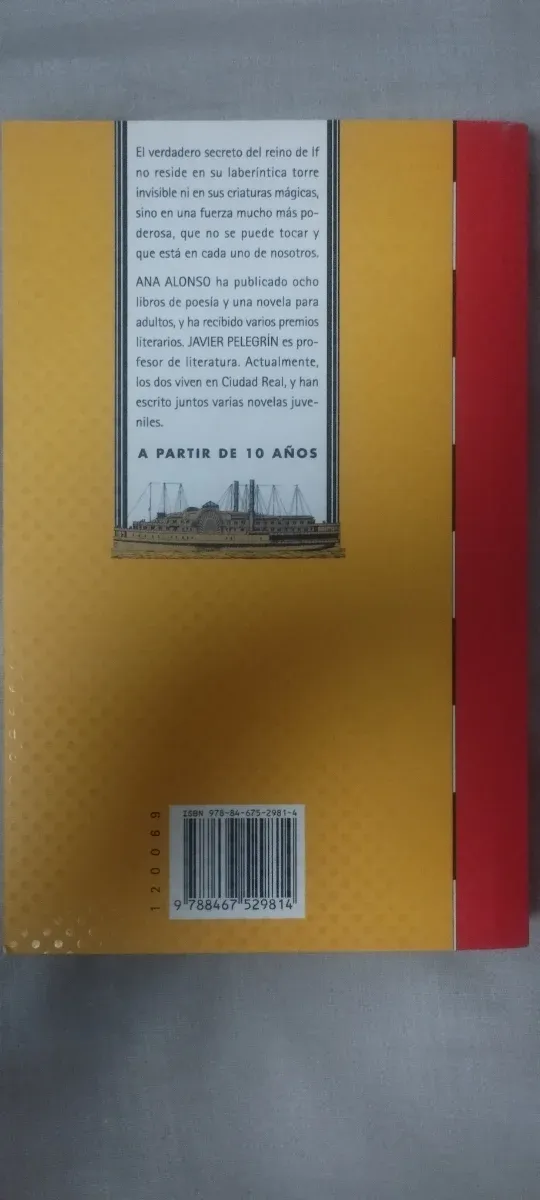 El verdadero secreto del reino de If
no reside en su laberíntica torre
invisible ni en sus criaturas mágicas,
sino en una fuerza mucho más po-
derosa, que no se puede tocar y
que está en cada uno de nosotros.
ANA ALONSO ha publicado ocho
libros de poesía y una novela para
adultos, y ha recibido varios premios
literarios. JAVIER PELEGRÍN es pro-
fesor de literatura. Actualmente,
los dos viven en Ciudad Real, y han
escrito juntos varias novelas juve-
niles.
A PARTIR DE 10 AÑOS
120069
ISBN 978-84-675-2981-4
9 788467 529814